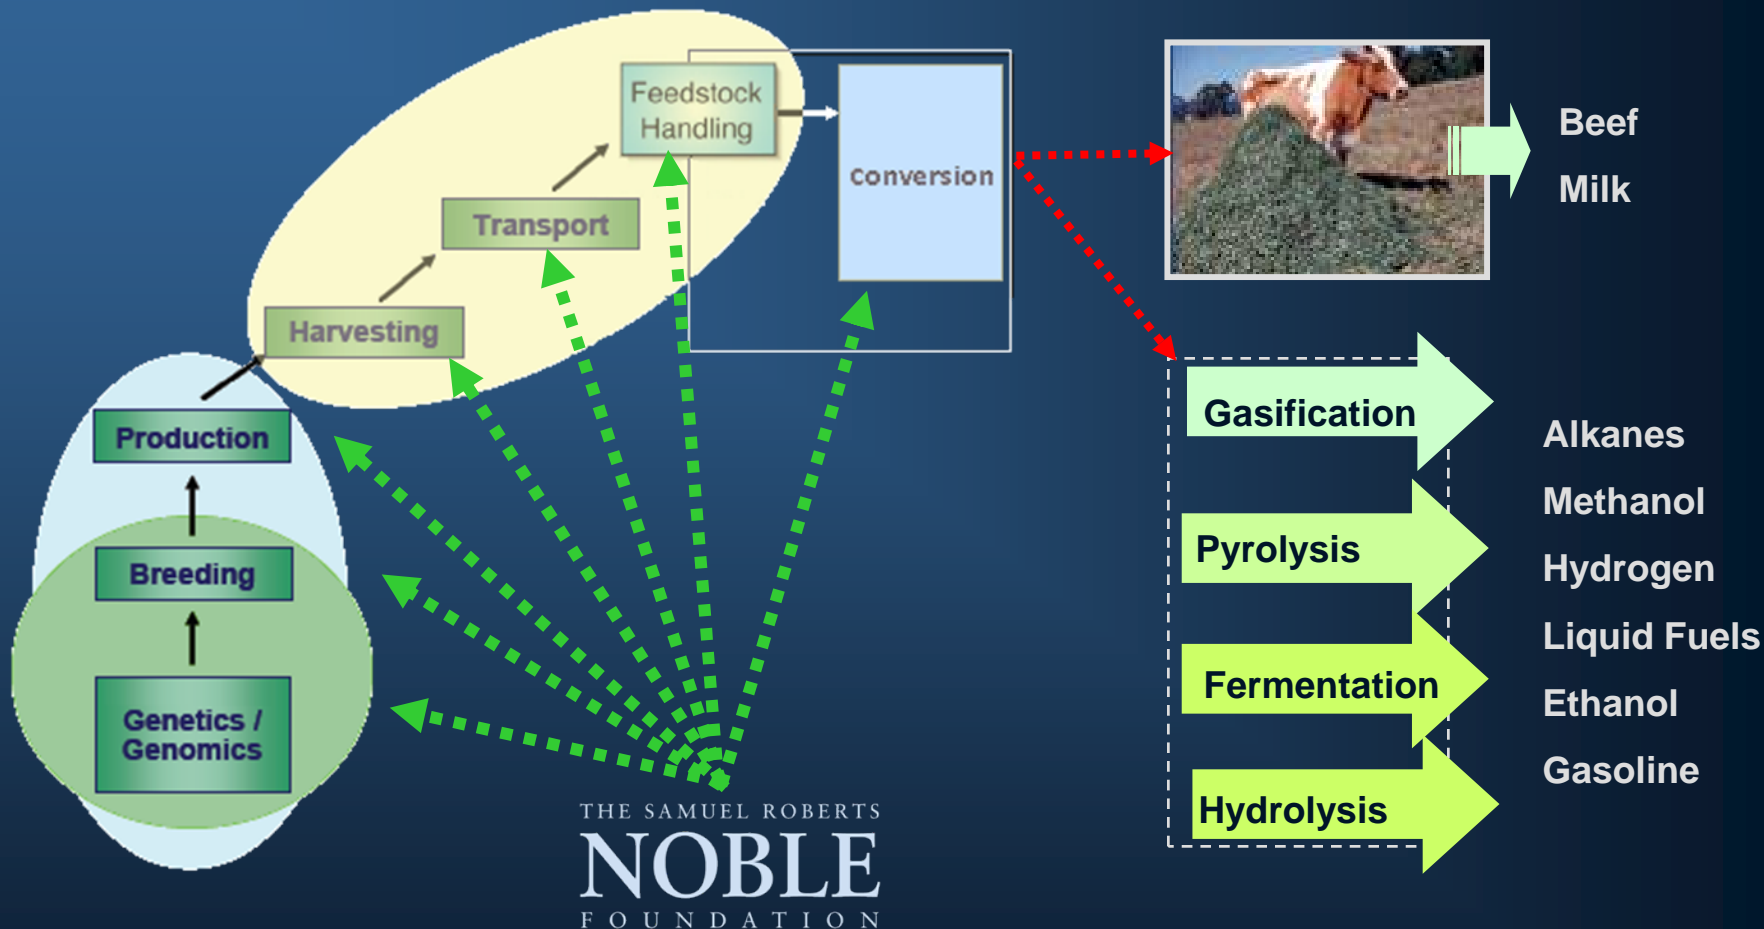 Feedstock
Handling
Conversion
Transport
Harvesting
Production
Breeding
Genetics /
Genomics
Beef
Milk
Gasification
Pyrolysis
Fermentation
Hydrolysis
Alkanes
Methanol
Hydrogen
Liquid Fuels
Ethanol
Gasoline
THE SAMUEL ROBERTS
NOBLE
FOUNDATION